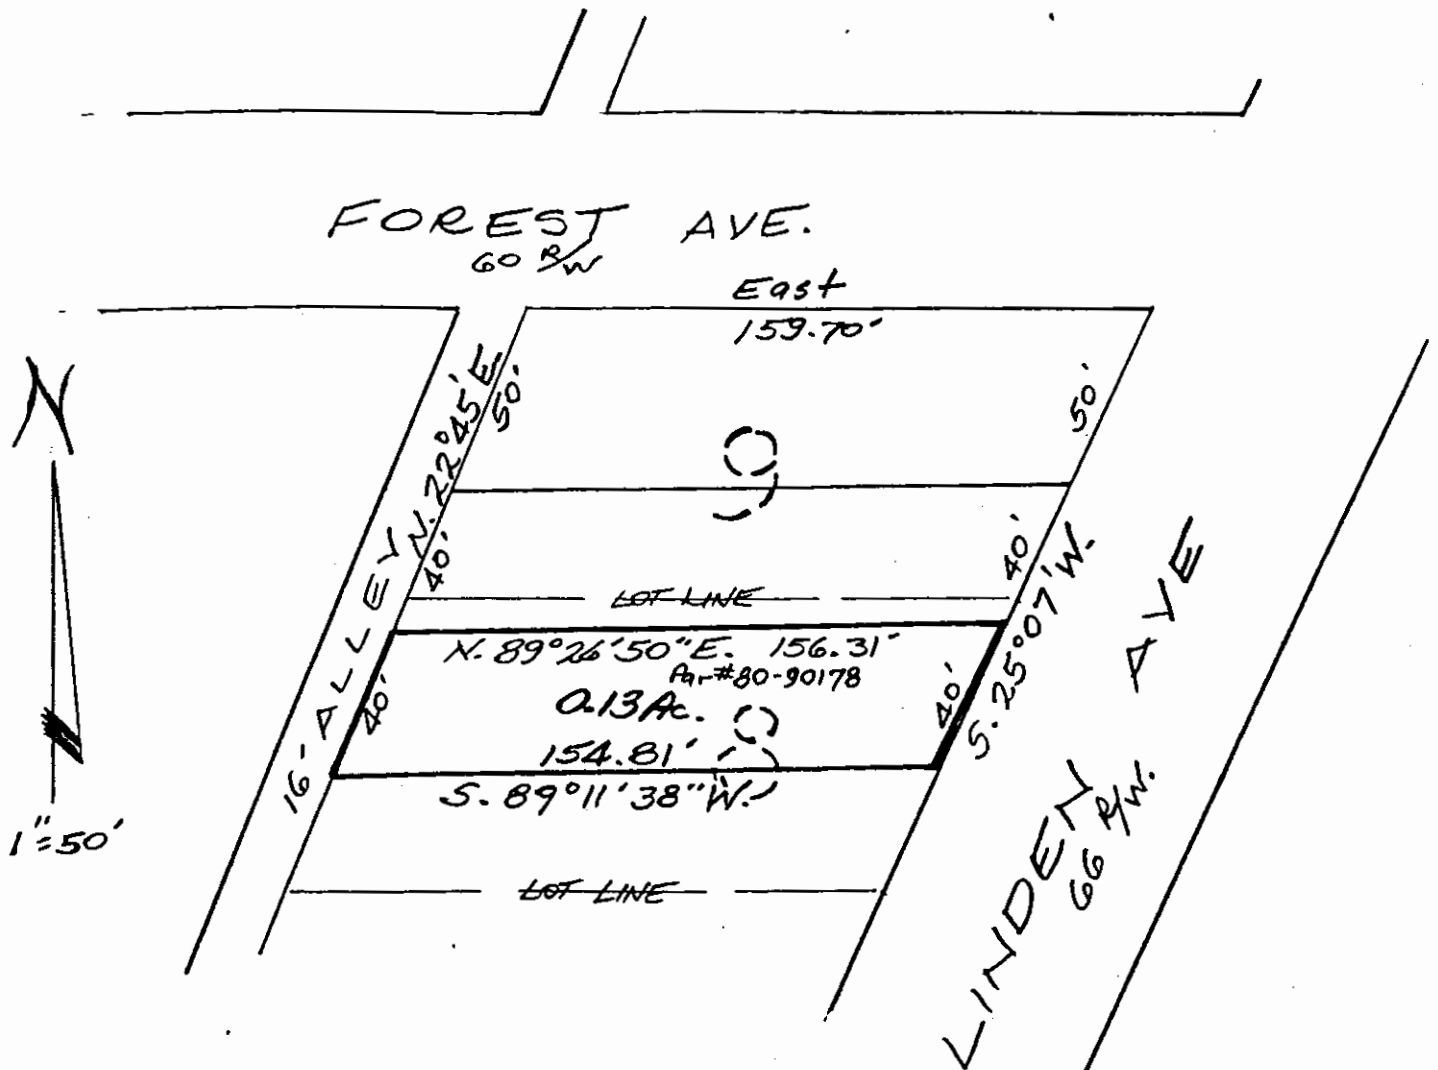 FOREST AVE.
60 R/W
East
159.70'
N
1"=50'
16' ALLEY
N. 22°45' E
50'
50'
9
40'
40'
LOT LINE
N. 89°26'50"E. 156.31'
Par#80-90178
0.13 Ac.
40'
40'
S. 25°07' W.
8
154.81'
S. 89°11'38" W.
LOT LINE
LINDEN AVE
66 R/W.